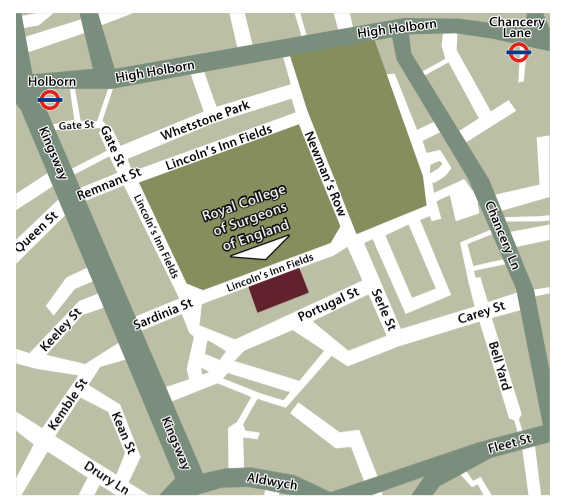 High Holborn
Chancery
Lane
High Holborn
Holborn
Gate St
Gate St
Whetstone Park
Kingsway
Lincoln's Inn Fields
Newman's Row
Remnant St
Lincoln's Inn Fields
Royal College
of Surgeons
of England
Queen St
Chancery Ln
Lincoln's Inn Fields
Sardinia St
Portugal St
Serle St
Carey St
Keeley St
Bell Yard
Kemble St
Kean St
Kingsway
Fleet St
Drury Ln
Aldwych